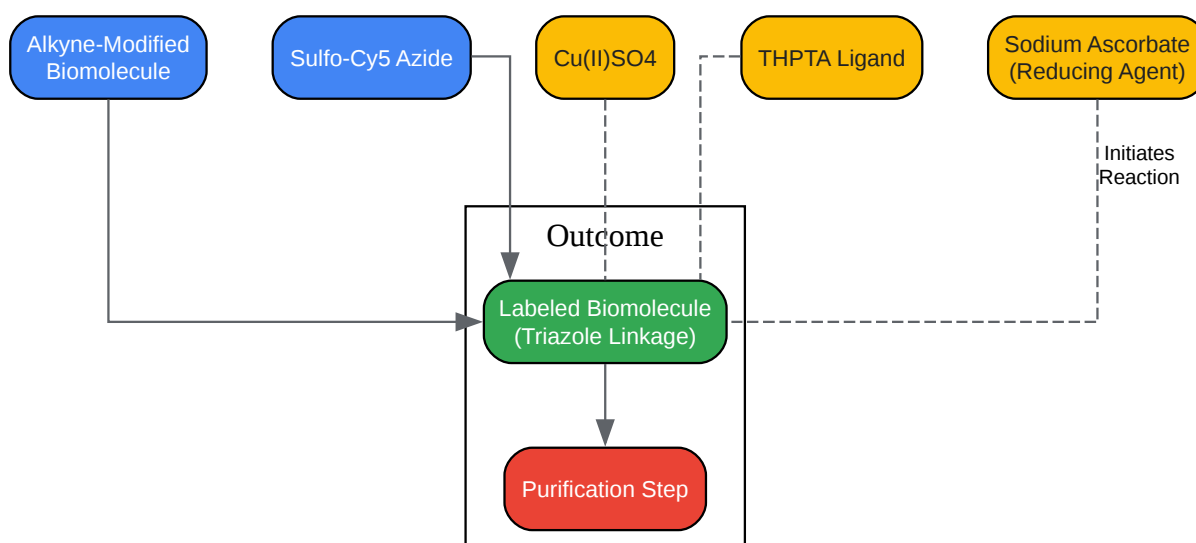 Alkyne-Modified
Biomolecule
Sulfo-Cy5 Azide
Cu(II)SO4
THPTA Ligand
Sodium Ascorbate
(Reducing Agent)
Initiates
Reaction
Outcome
Labeled Biomolecule
(Triazole Linkage)
Purification Step